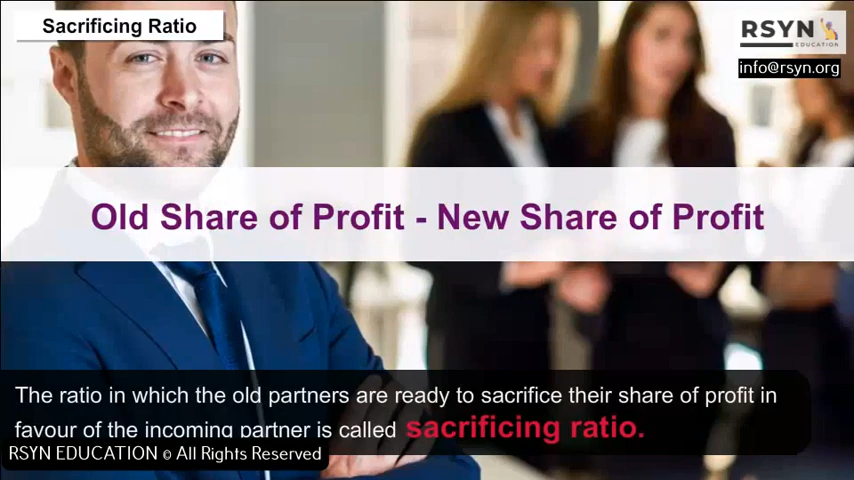 Sacrificing Ratio
RSYN
EDUCATION
info@rsyn.org
Old Share of Profit - New Share of Profit
The ratio in which the old partners are ready to sacrifice their share of profit in
favour of the incoming partner is called sacrificing ratio.
RSYN EDUCATION © All Rights Reserved